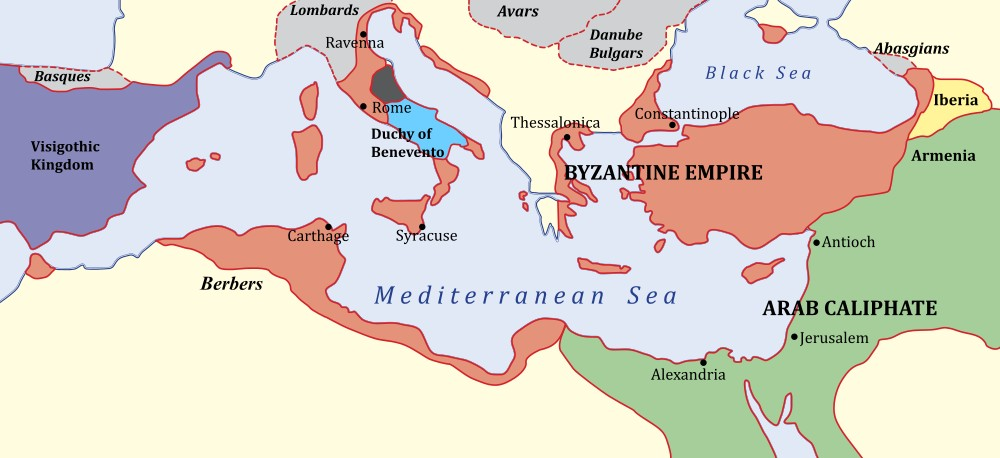 Lombards
Avars
Ravenna
Danube
Bulgars
Abasgians
Basques
Black Sea
Iberia
Rome
Constantinople
Thessalonica
Duchy of
Benevento
Visigothic
Kingdom
Armenia
BYZANTINE EMPIRE
Carthage
Syracuse
Antioch
Berbers
Mediterranean Sea
ARAB CALIPHATE
Jerusalem
Alexandria